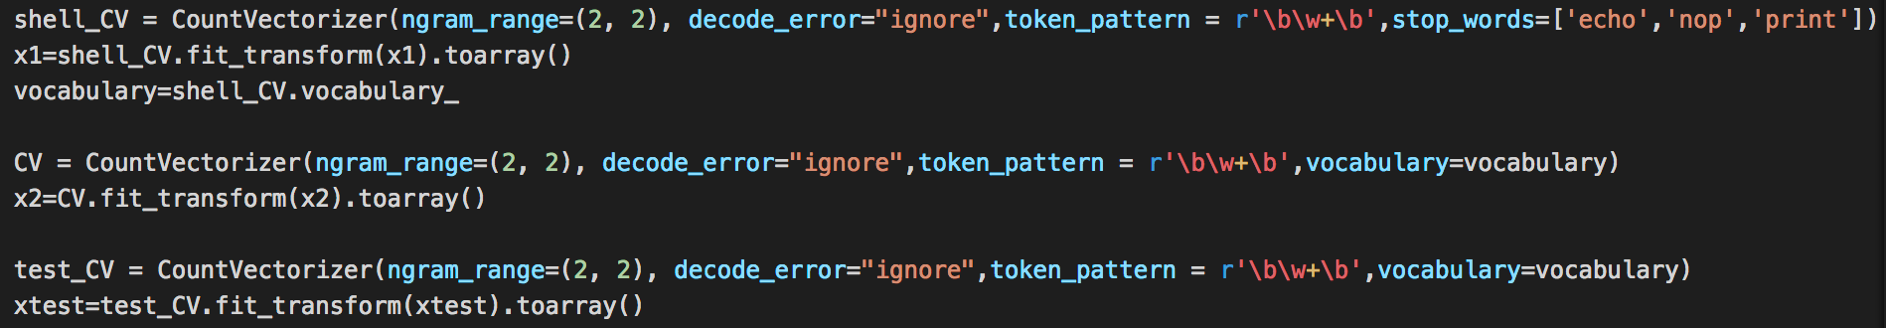 shell_CV = CountVectorizer(ngram_range=(2, 2), decode_error="ignore",token_pattern = r'\b\w+\b',stop_words=['echo','nop','print'])
x1=shell_CV.fit_transform(x1).toarray()
vocabulary=shell_CV.vocabulary_
CV = CountVectorizer(ngram_range=(2, 2), decode_error="ignore",token_pattern = r'\b\w+\b',vocabulary=vocabulary)
x2=CV.fit_transform(x2).toarray()
test_CV = CountVectorizer(ngram_range=(2, 2), decode_error="ignore",token_pattern = r'\b\w+\b',vocabulary=vocabulary)
xtest=test_CV.fit_transform(xtest).toarray()